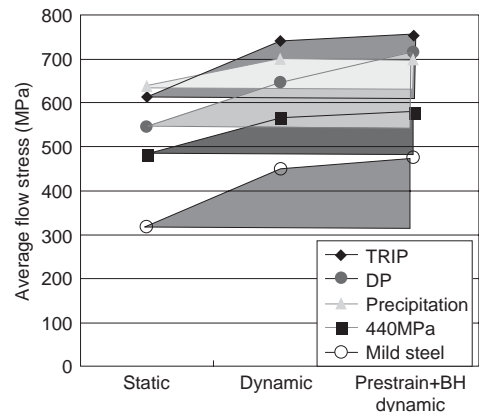 Average flow stress (MPa)
800
700
600
500
400
300
200
100
0
TRIP
DP
Precipitation
440MPa
Mild steel
Static
Dynamic
Prestrain+BH
dynamic